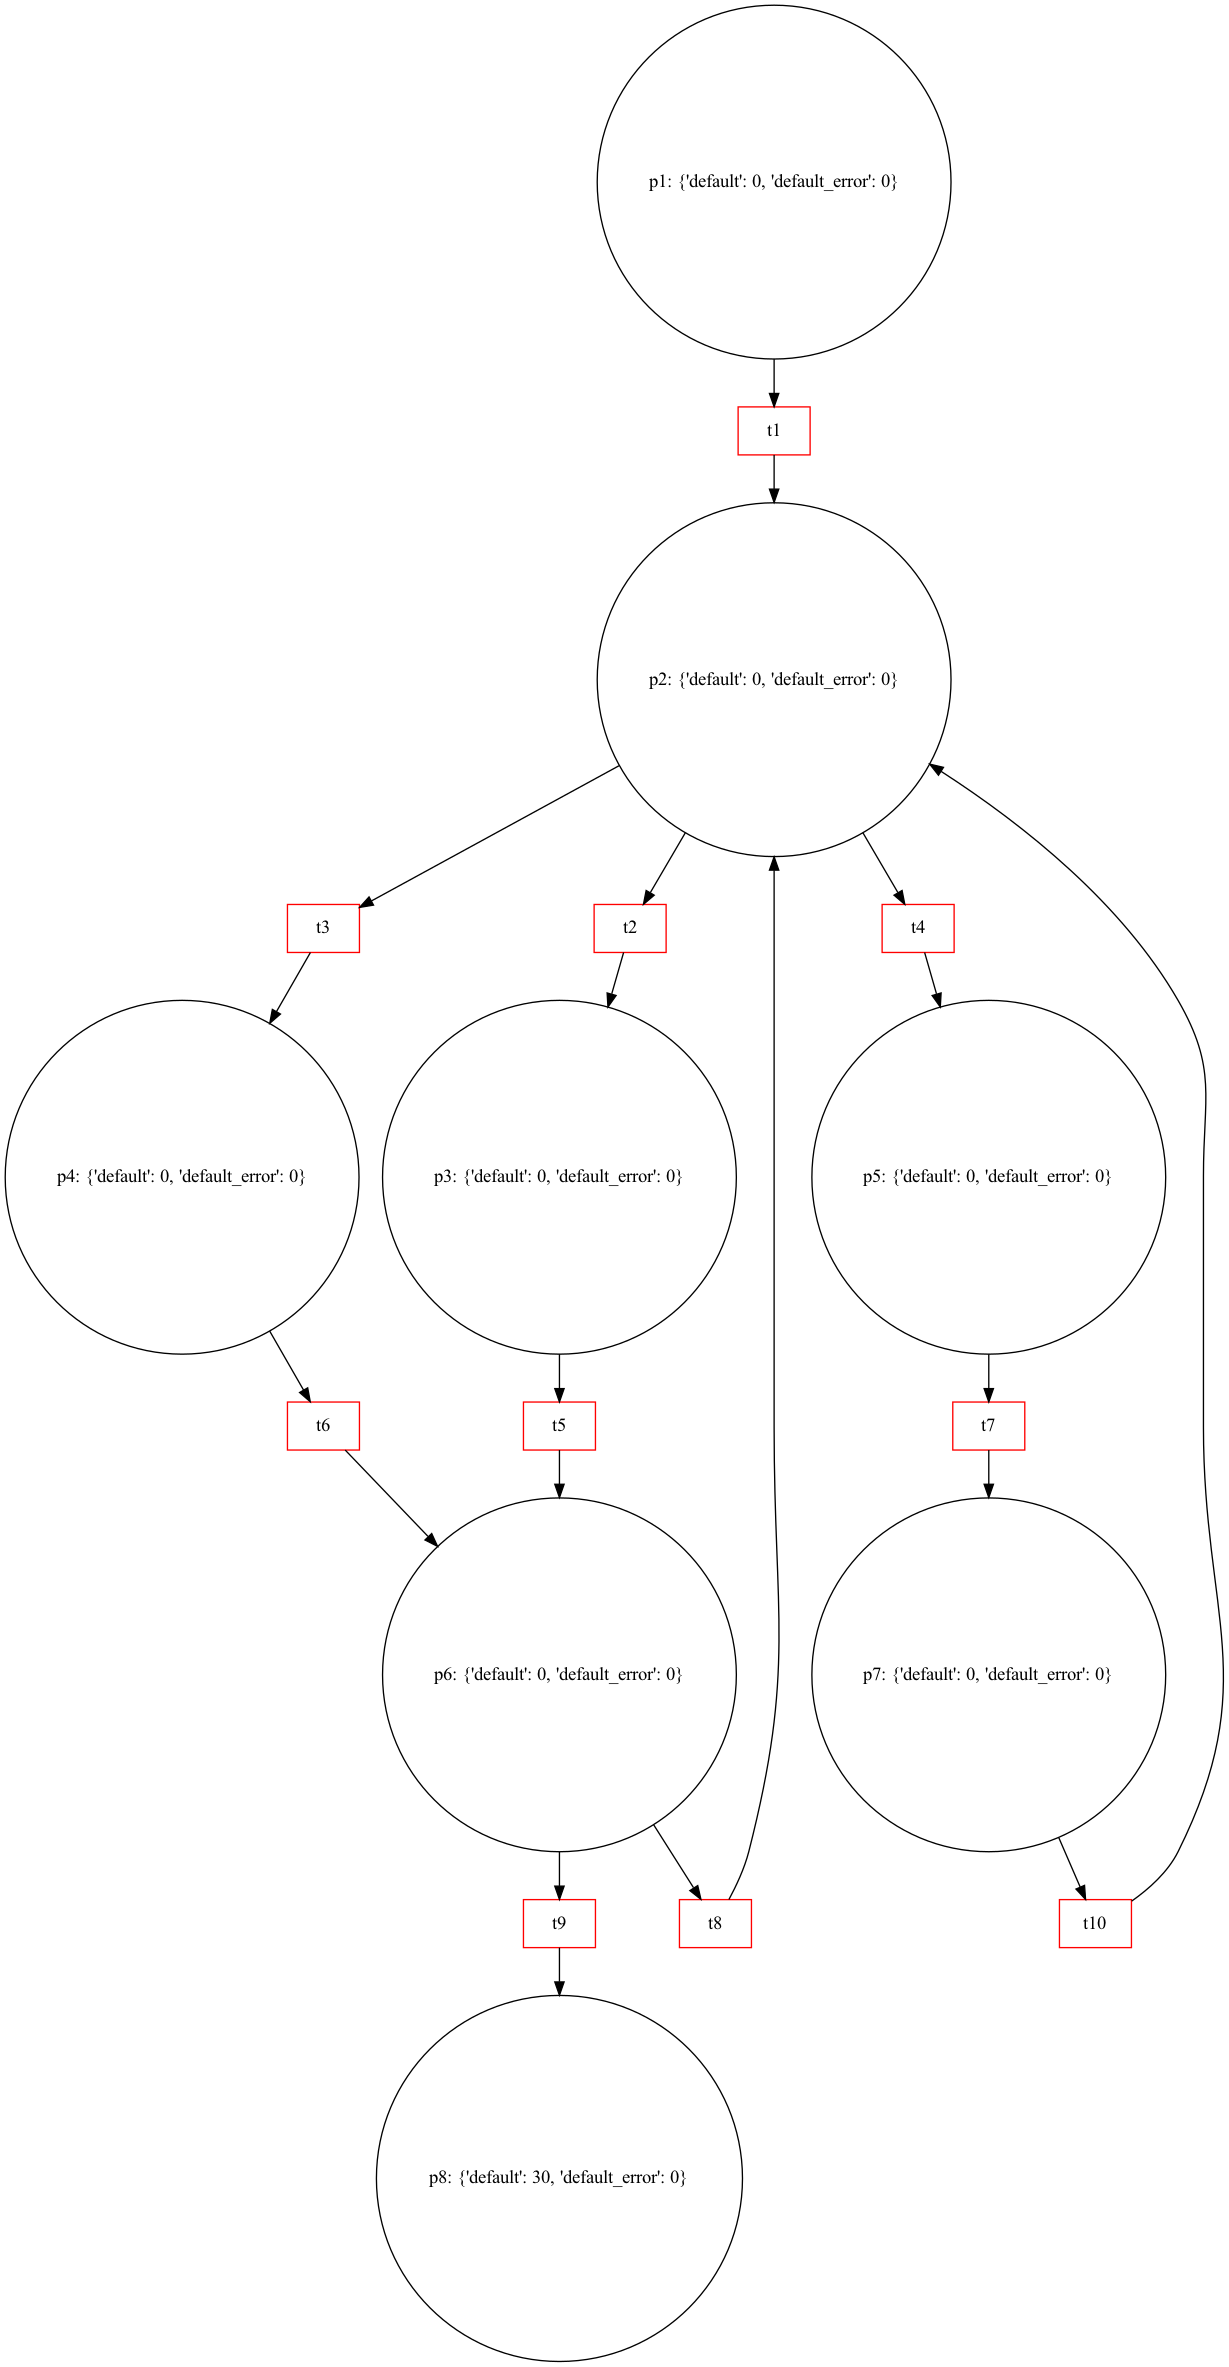 p1: {'default': 0, 'default_error': 0}
t1
p2: {'default': 0, 'default_error': 0}
t3
t2
t4
p4: {'default': 0, 'default_error': 0}
p3: {'default': 0, 'default_error': 0}
p5: {'default': 0, 'default_error': 0}
t6
t5
t7
p6: {'default': 0, 'default_error': 0}
p7: {'default': 0, 'default_error': 0}
t9
t8
t10
p8: {'default': 30, 'default_error': 0}